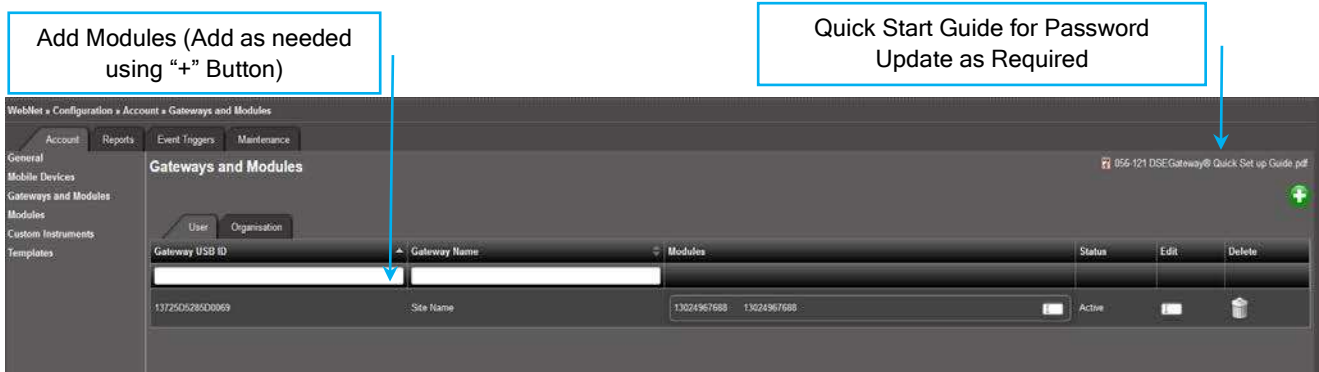 Add Modules (Add as needed
using “+” Button)
Quick Start Guide for Password
Update as Required
WebNet » Configuration » Account » Gateways and Modules
Account Reports Event Triggers Maintenance
General
Mobile Devices
Gateways and Modules
Modules
Custom Instruments
Templates
Gateways and Modules
056-121 DSEGateway® Quick Set up Guide.pdf
User Organisation
Gateway USB ID Gateway Name Modules Status Edit Delete
13725D5285D0069 Site Name 13024967688 13024967688 Active